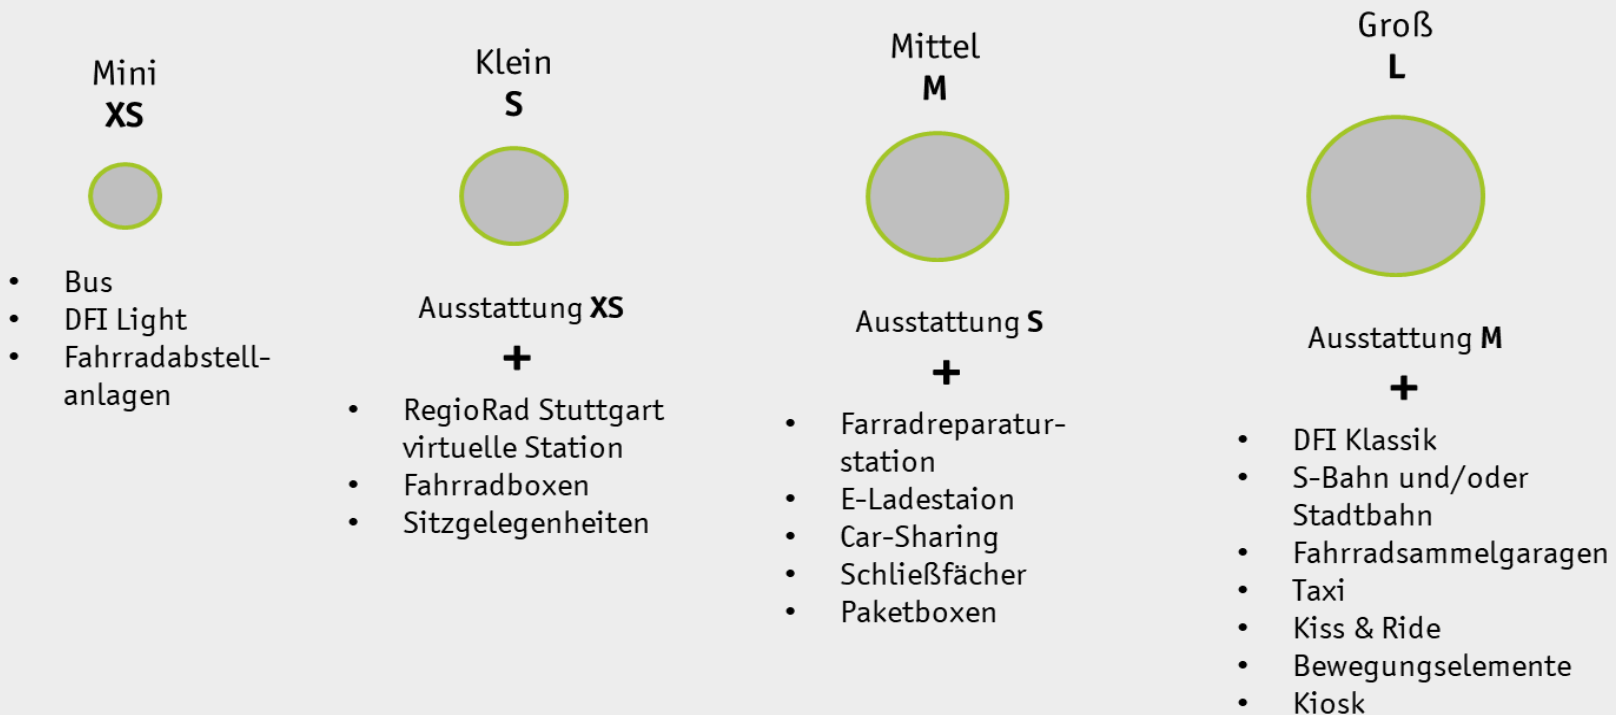 Mini
XS
• Bus
• DFI Light
• Fahrradabstell-
anlagen
Klein
S
Ausstattung XS
+
• RegioRad Stuttgart
virtuelle Station
• Fahrradboxen
• Sitzgelegenheiten
Mittel
M
Ausstattung S
+
• Farradreparatur-
station
• E-Ladestaion
• Car-Sharing
• Schließfächer
• Paketboxen
Groß
L
Ausstattung M
+
• DFI Klassik
• S-Bahn und/oder
Stadtbahn
• Fahrradsammelgaragen
• Taxi
• Kiss & Ride
• Bewegungselemente
• Kiosk